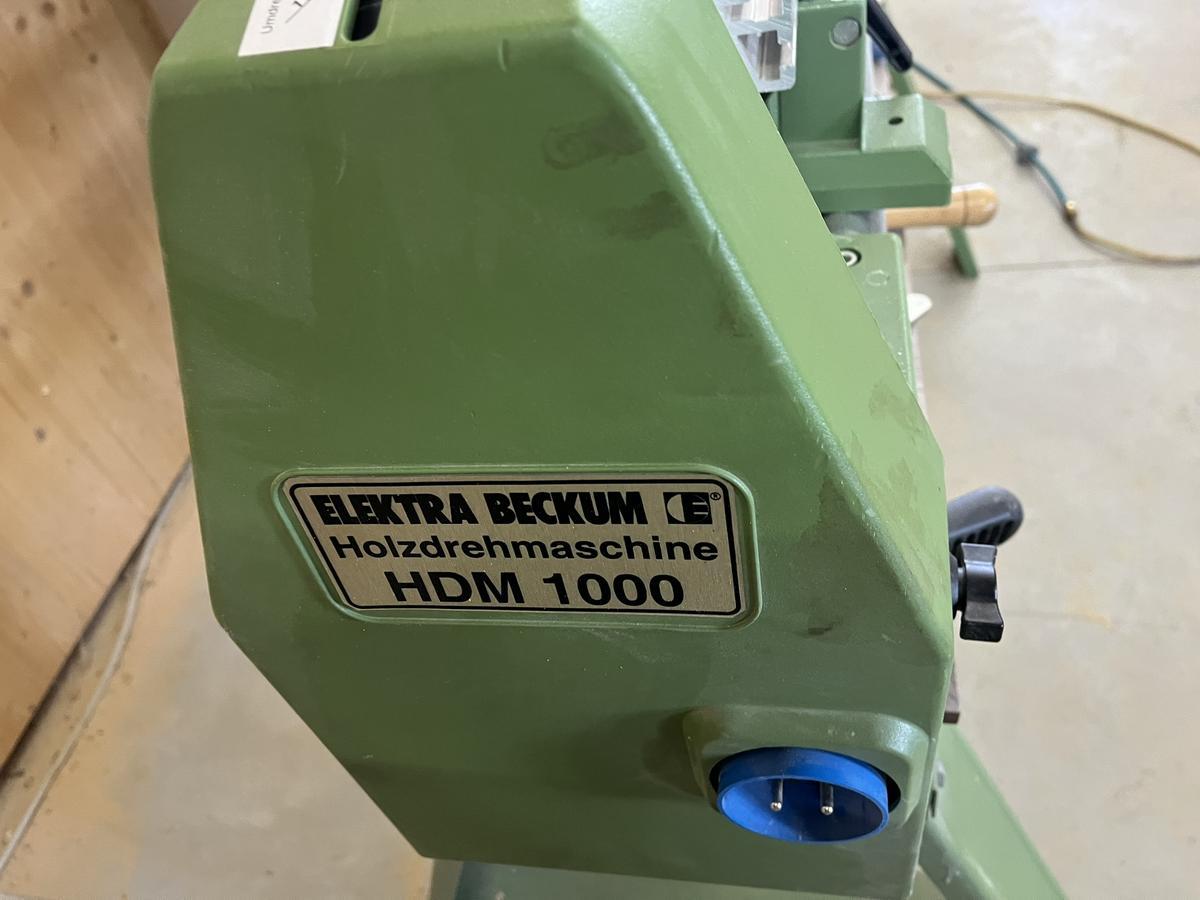 ELEKTRA BECKUM E®
Holzdrehmaschine
HDM 1000